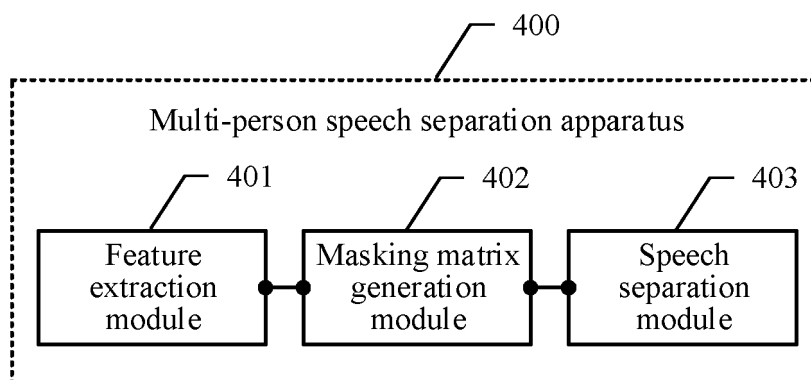 400
Multi-person speech separation apparatus
401
402
403
Feature
extraction
module
Masking matrix
generation
module
Speech
separation
module